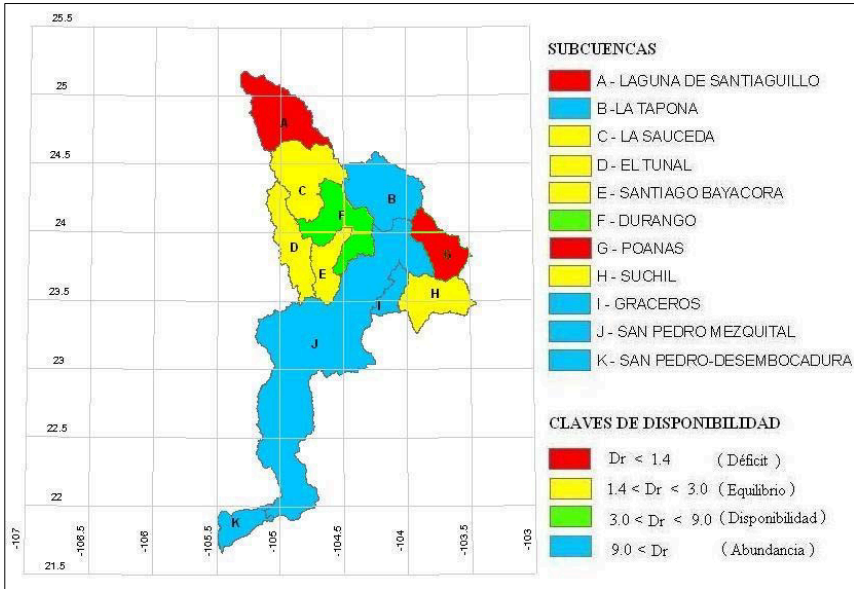 25.5
25
24.5
24
23.5
23
22.5
22
21.5
-107
-106.5
-106
-105.5
-105
-104.5
-104
-103.5
-103
A
B
C
F
D
E
G
H
I
J
K
SUBCUENCAS
A - LAGUNA DE SANTIAGUILLO
B -LA TAPONA
C - LA SAUCEDA
D - EL TUNAL
E - SANTIAGO BAYACORA
F - DURANGO
G - POANAS
H - SUCHIL
I - GRACEROS
J - SAN PEDRO MEZQUITAL
K - SAN PEDRO-DESEMBOCADURA
CLAVES DE DISPONIBILIDAD
Dr < 1.4 (Déficit )
1.4 < Dr < 3.0 (Equilibrio)
3.0 < Dr < 9.0 (Disponibilidad)
9.0 < Dr (Abundancia)